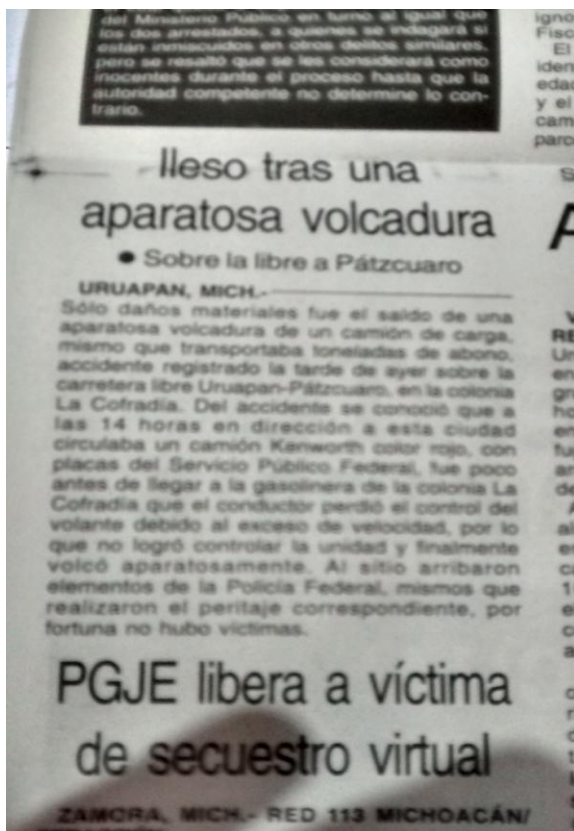 del Ministerio Público en turno al igual que
los dos arrestados, a quienes se indagará si
están inmiscuidos en otros delitos similares,
pero se resaltó que se les considerará como
inocentes durante el proceso hasta que la
autoridad competente no determine lo con-
trario.
Ileso tras una
aparatosa volcadura
● Sobre la libre a Pátzcuaro
URUAPAN, MICH.-
Sólo daños materiales fue el saldo de una
aparatosa volcadura de un camión de carga,
mismo que transportaba toneladas de abono,
accidente registrado la tarde de ayer sobre la
carretera libre Uruapan-Pátzcuaro, en la colonia
La Cofradía. Del accidente se conoció que a
las 14 horas en dirección a esta ciudad
circulaba un camión Kenworth color rojo, con
placas del Servicio Público Federal, fue poco
antes de llegar a la gasolinera de la colonia La
Cofradía que el conductor perdió el control del
volante debido al exceso de velocidad, por lo
que no logró controlar la unidad y finalmente
volcó aparatosamente. Al sitio arribaron
elementos de la Policía Federal, mismos que
realizaron el peritaje correspondiente, por
fortuna no hubo víctimas.
PGJE libera a víctima
de secuestro virtual
ZAMORA, MICH.- RED 113 MICHOACÁN/